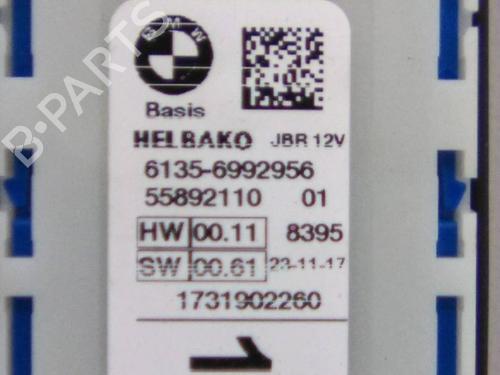 BMW
Basis
HELBAKO JBR 12V
6135-6992956
55892110 01
HW 00.11 8395
SW 00.61 23-11-17
1731902260
1
B-PARTS